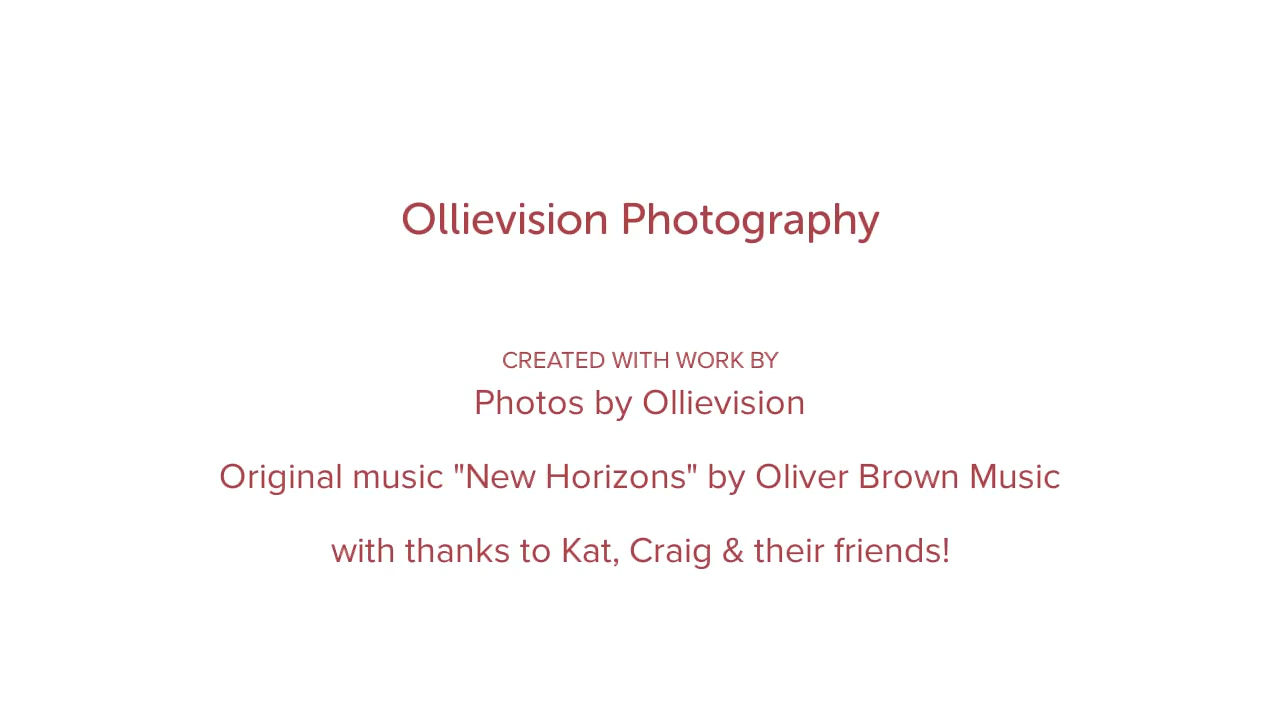 Ollievision Photography
CREATED WITH WORK BY
Photos by Ollievision
Original music "New Horizons" by Oliver Brown Music
with thanks to Kat, Craig & their friends!